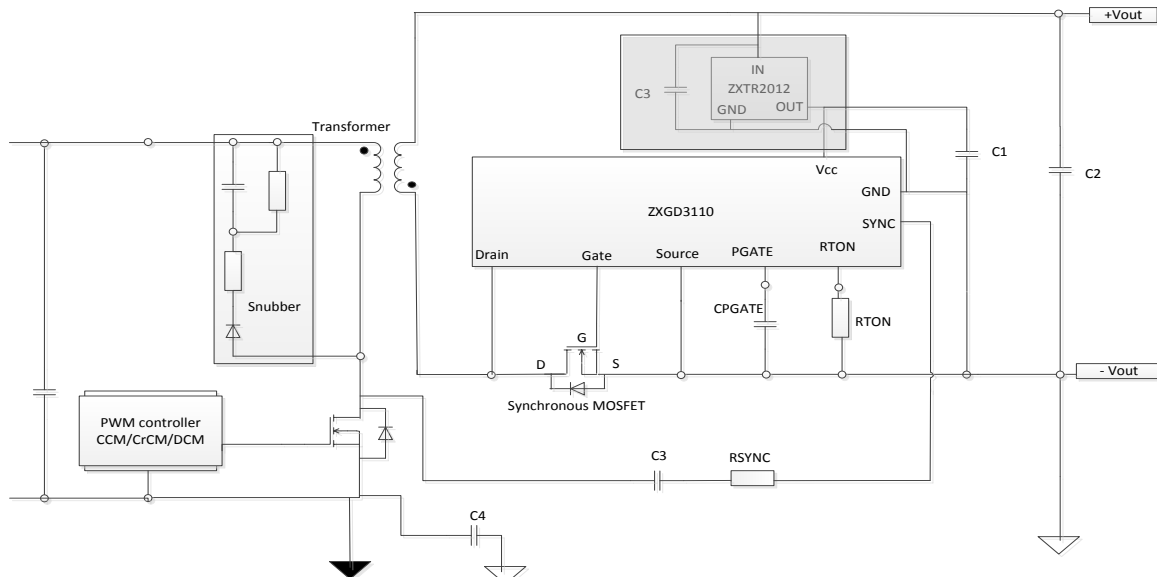 +Vout
IN
ZXTR2012
C3
GND
OUT
Transformer
C1
C2
Vcc
GND
ZXGD3110
SYNC
Drain
Gate
Source
PGATE
RTON
Snubber
CPGATE
RTON
G
D
S
- Vout
Synchronous MOSFET
PWM controller
CCM/CrCM/DCM
C3
RSYNC
C4